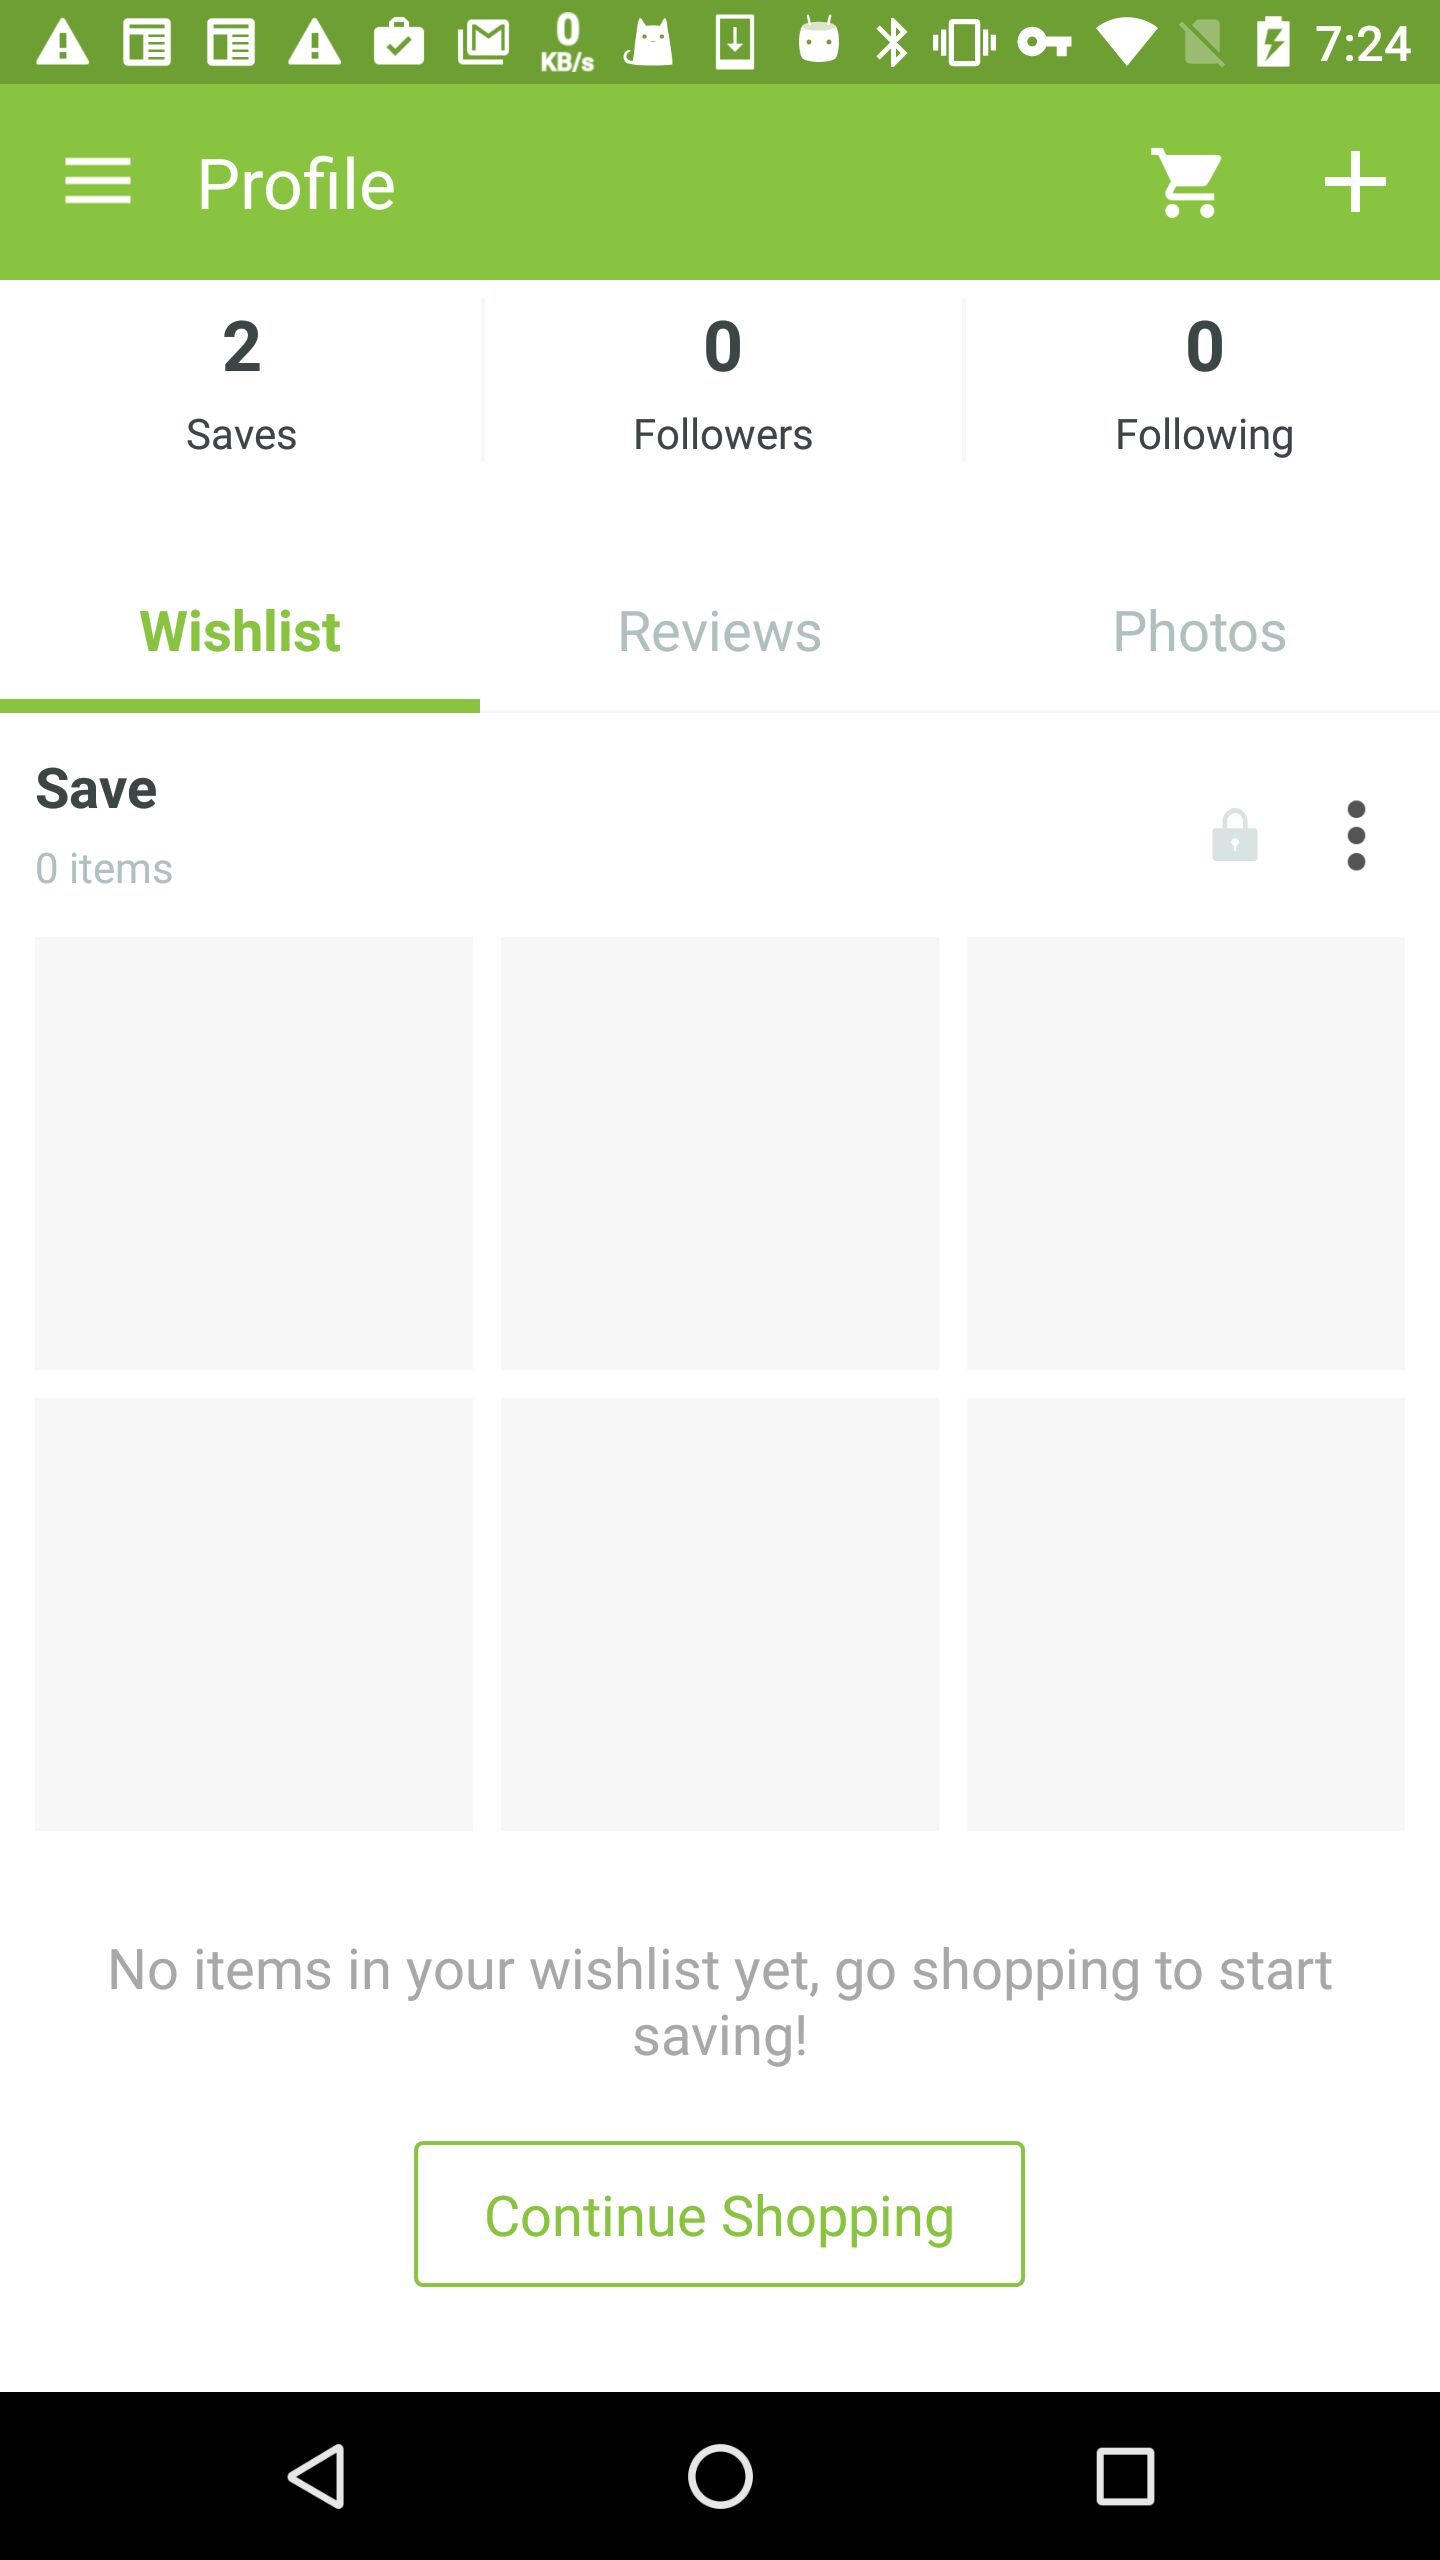 0
KB/s
7:24
Profile
2
0
0
Saves
Followers
Following
Wishlist
Reviews
Photos
Save
0 items
No items in your wishlist yet, go shopping to start
saving!
Continue Shopping